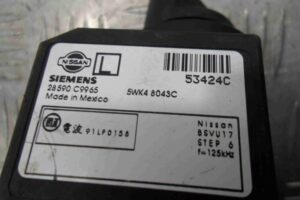 NISSAN
L
53424C
SIEMENS
28590 C9965
5WK4 8043C
Made in Mexico
電波
91LP0158
Nissan
BSVU17
STEP 6
f=125kHz